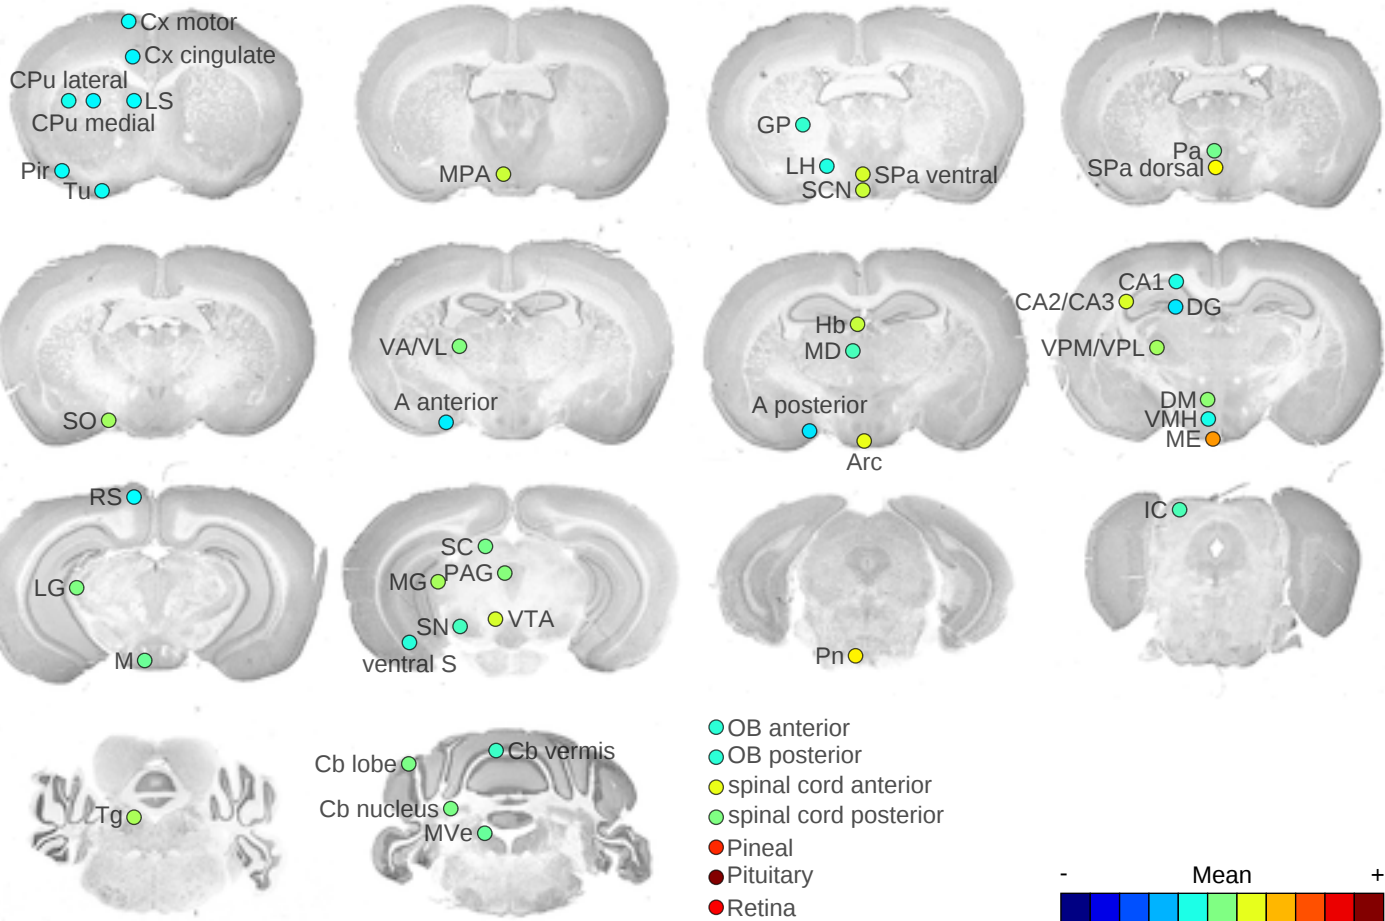 Cx motor
Cx cingulate
CPu lateral
LS
CPu medial
Pir
Tu
MPA
GP
LH
SPa ventral
SCN
Pa
SPa dorsal
SO
VA/VL
A anterior
Hb
MD
A posterior
Arc
CA1
CA2/CA3
DG
VPM/VPL
DM
VMH
ME
RS
LG
M
SC
PAG
MG
VTA
SN
ventral S
Pn
IC
Tg
Cb vermis
Cb lobe
Cb nucleus
MVe
OB anterior
OB posterior
spinal cord anterior
spinal cord posterior
Pineal
Pituitary
Retina
- Mean +